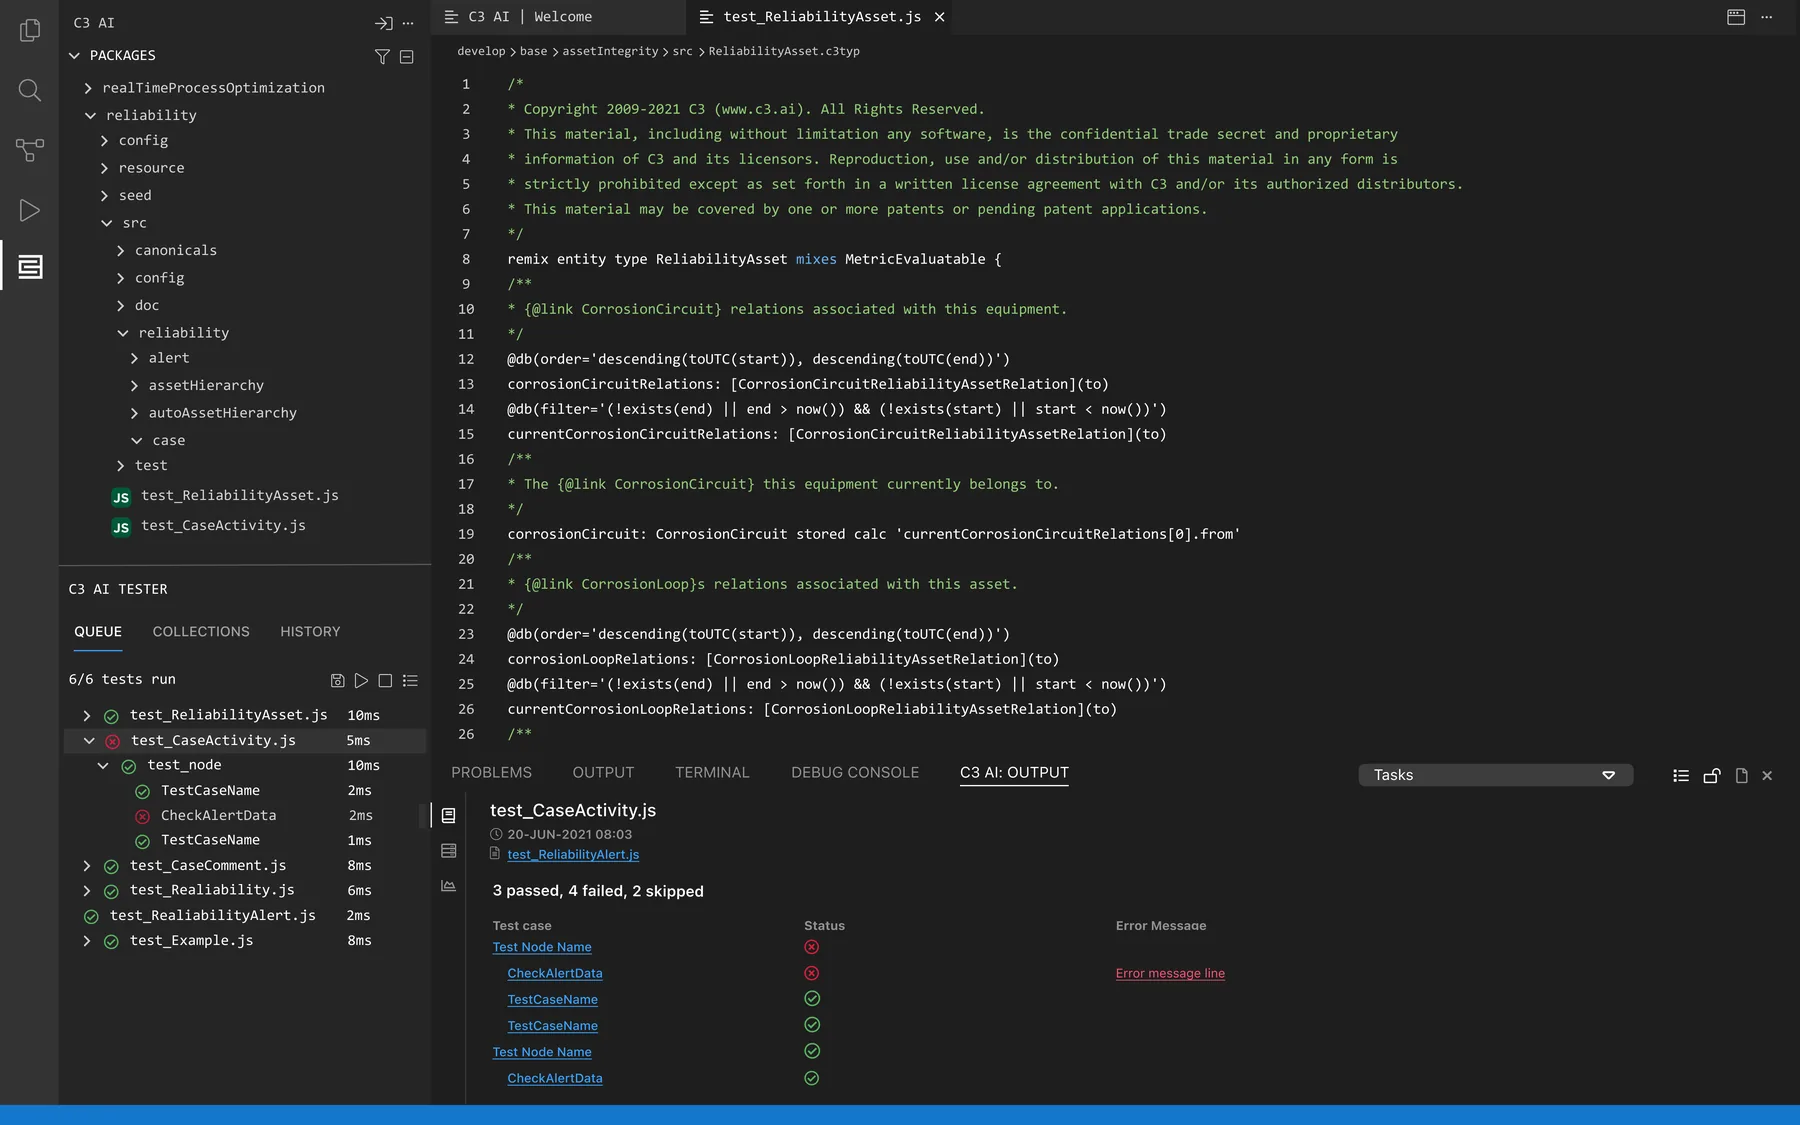 C3 AI
PACKAGES
realTimeProcessOptimization
reliability
config
resource
seed
src
canonicals
config
doc
reliability
alert
assetHierarchy
autoAssetHierarchy
case
test
JS test_ReliabilityAsset.js
JS test_CaseActivity.js
C3 AI TESTER
QUEUE COLLECTIONS HISTORY
6/6 tests run
test_ReliabilityAsset.js 10ms
test_CaseActivity.js 5ms
test_node 10ms
TestCaseName 2ms
CheckAlertData 2ms
TestCaseName 1ms
test_CaseComment.js 8ms
test_Realiability.js 6ms
test_RealiabilityAlert.js 2ms
test_Example.js 8ms
C3 AI | Welcome
test_ReliabilityAsset.js
develop > base > assetIntegrity > src > ReliabilityAsset.c3typ
1 /*
2 * Copyright 2009-2021 C3 (www.c3.ai). All Rights Reserved.
3 * This material, including without limitation any software, is the confidential trade secret and proprietary
4 * information of C3 and its licensors. Reproduction, use and/or distribution of this material in any form is
5 * strictly prohibited except as set forth in a written license agreement with C3 and/or its authorized distributors.
6 * This material may be covered by one or more patents or pending patent applications.
7 */
8 remix entity type ReliabilityAsset mixes MetricEvaluatable {
9 /**
10 * {@link CorrosionCircuit} relations associated with this equipment.
11 */
12 @db(order='descending(toUTC(start)), descending(toUTC(end))')
13 corrosionCircuitRelations: [CorrosionCircuitReliabilityAssetRelation](to)
14 @db(filter='(!exists(end) || end > now()) && (!exists(start) || start < now())')
15 currentCorrosionCircuitRelations: [CorrosionCircuitReliabilityAssetRelation](to)
16 /**
17 * The {@link CorrosionCircuit} this equipment currently belongs to.
18 */
19 corrosionCircuit: CorrosionCircuit stored calc 'currentCorrosionCircuitRelations[0].from'
20 /**
21 * {@link CorrosionLoop}s relations associated with this asset.
22 */
23 @db(order='descending(toUTC(start)), descending(toUTC(end))')
24 corrosionLoopRelations: [CorrosionLoopReliabilityAssetRelation](to)
25 @db(filter='(!exists(end) || end > now()) && (!exists(start) || start < now())')
26 currentCorrosionLoopRelations: [CorrosionLoopReliabilityAssetRelation](to)
26 /**
PROBLEMS OUTPUT TERMINAL DEBUG CONSOLE C3 AI: OUTPUT
Tasks
test_CaseActivity.js
20-JUN-2021 08:03
test_ReliabilityAlert.js
3 passed, 4 failed, 2 skipped
Test case Status Error Message
Test Node Name
CheckAlertData Error message line
TestCaseName
TestCaseName
Test Node Name
CheckAlertData